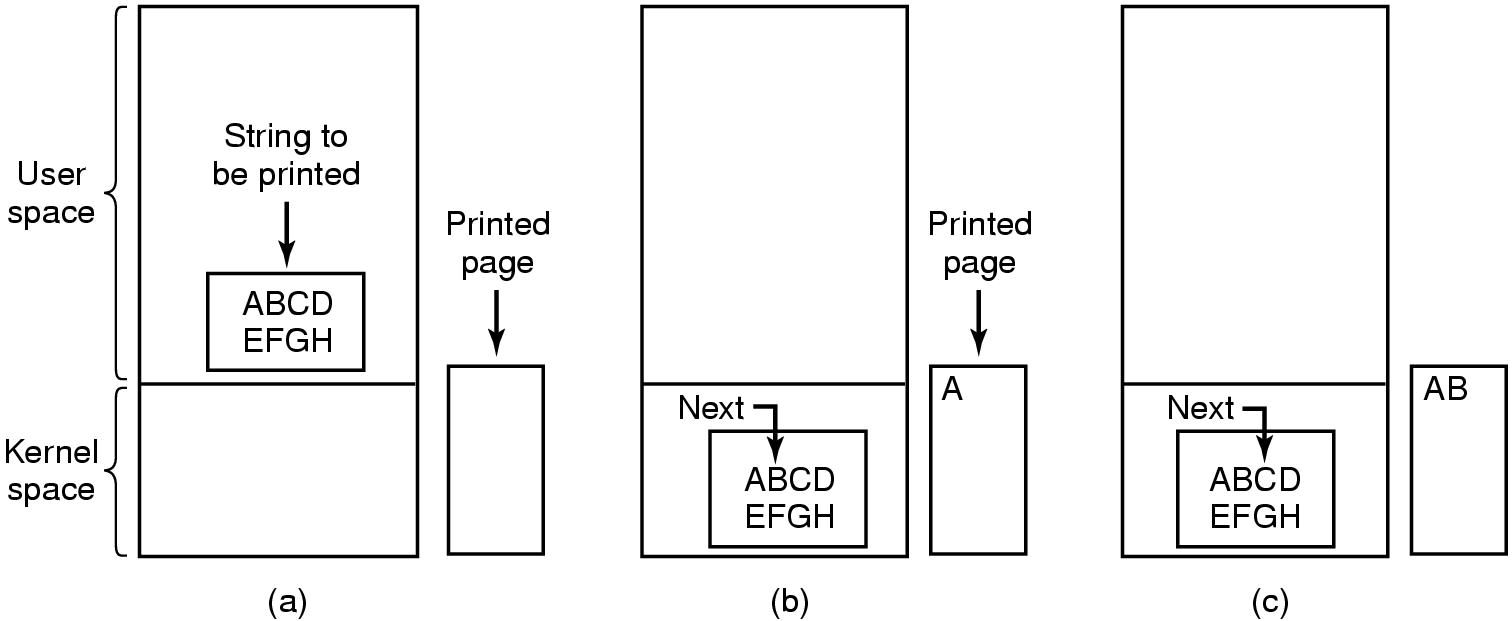 String to
be printed
User
space
Printed
page
Printed
page
ABCD
EFGH
A
AB
Next
Next
Kernel
space
ABCD
EFGH
ABCD
EFGH
(a)
(b)
(c)